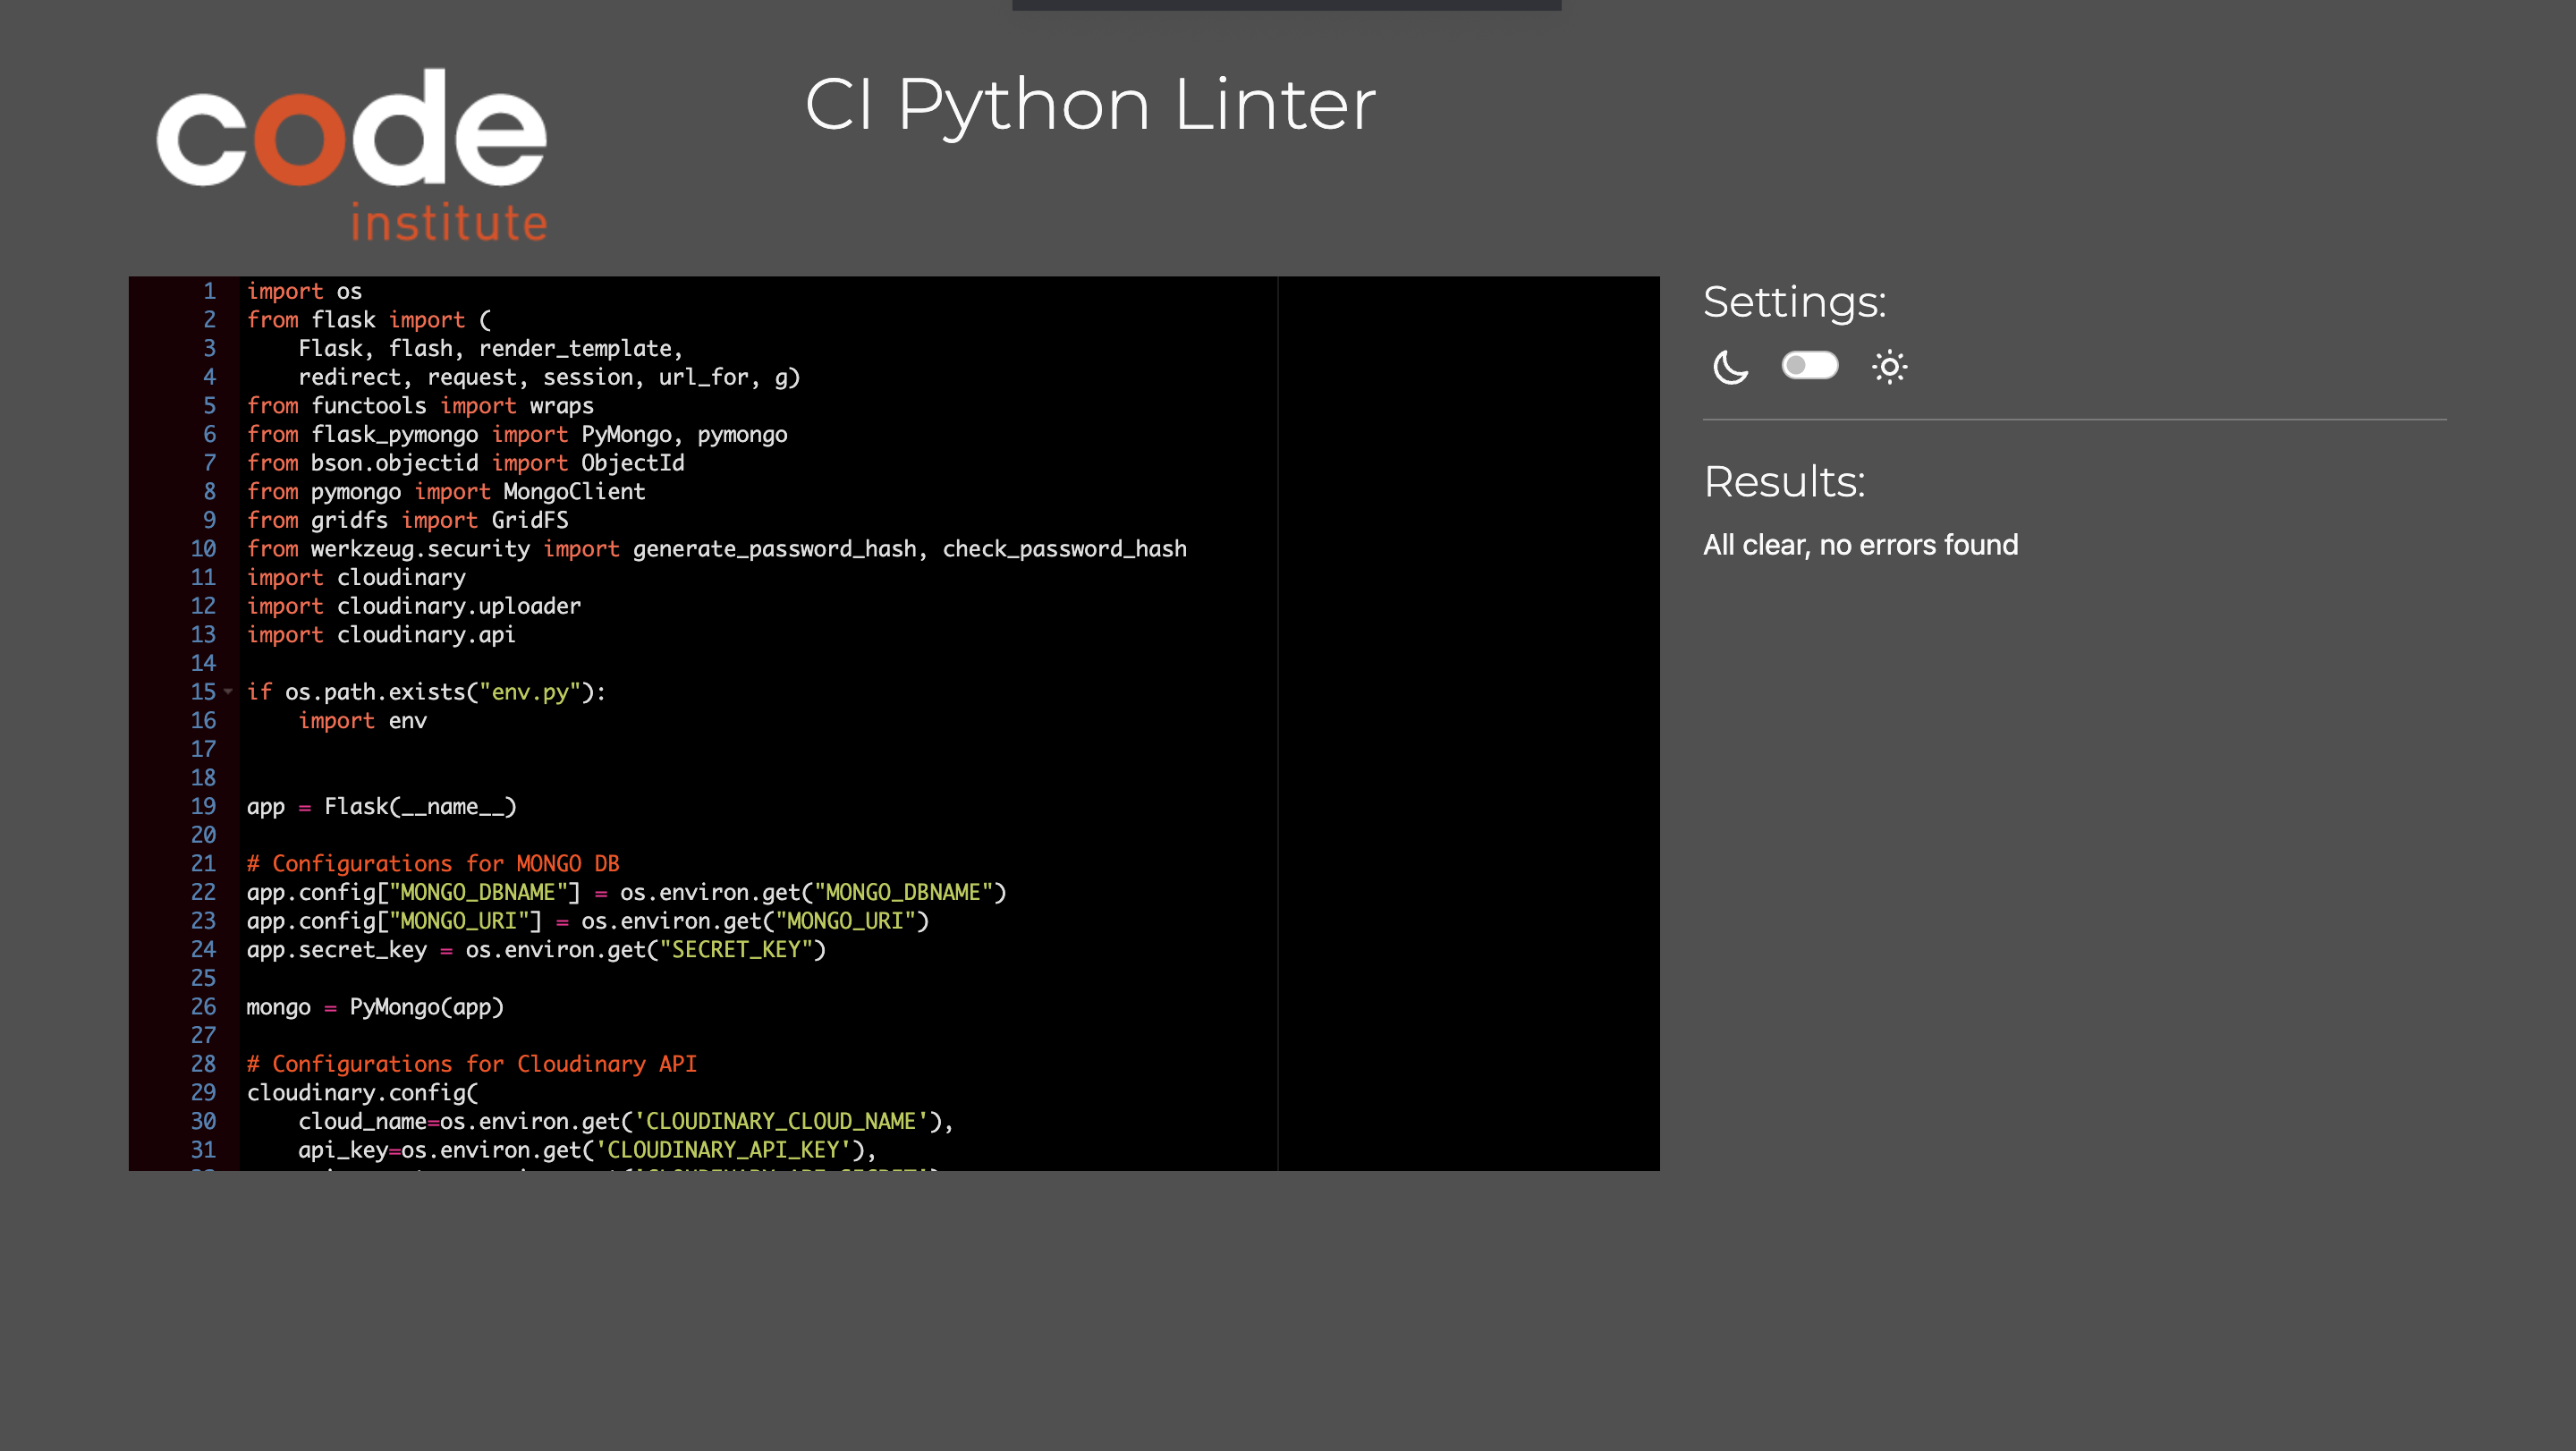 code
institute
CI Python Linter
1 import os
2 from flask import (
3     Flask, flash, render_template,
4     redirect, request, session, url_for, g)
5 from functools import wraps
6 from flask_pymongo import PyMongo, pymongo
7 from bson.objectid import ObjectId
8 from pymongo import MongoClient
9 from gridfs import GridFS
10 from werkzeug.security import generate_password_hash, check_password_hash
11 import cloudinary
12 import cloudinary.uploader
13 import cloudinary.api
14
15 if os.path.exists("env.py"):
16     import env
17
18
19 app = Flask(__name__)
20
21 # Configurations for MONGO DB
22 app.config["MONGO_DBNAME"] = os.environ.get("MONGO_DBNAME")
23 app.config["MONGO_URI"] = os.environ.get("MONGO_URI")
24 app.secret_key = os.environ.get("SECRET_KEY")
25
26 mongo = PyMongo(app)
27
28 # Configurations for Cloudinary API
29 cloudinary.config(
30     cloud_name=os.environ.get('CLOUDINARY_CLOUD_NAME'),
31     api_key=os.environ.get('CLOUDINARY_API_KEY'),
Settings:
Results:
All clear, no errors found